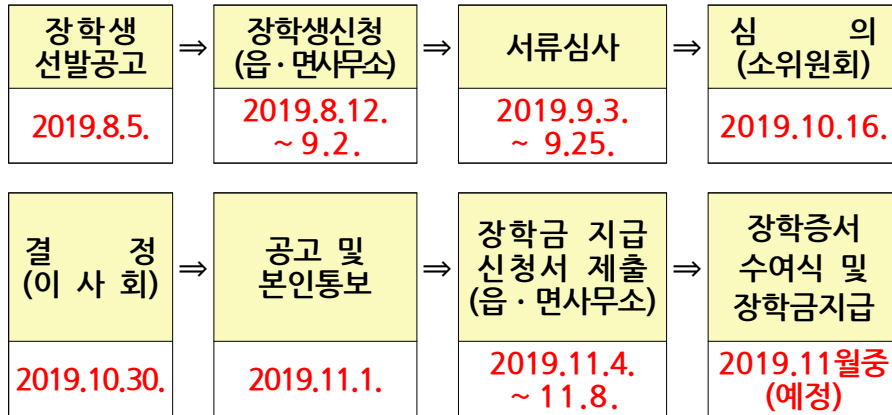 장학생
선발공고
⇒
장학생신청
(읍·면사무소)
⇒
서류심사
⇒
심 의
(소위원회)
2019.8.5.
2019.8.12.
~ 9.2.
2019.9.3.
~ 9.25.
2019.10.16.
결 정
(이 사 회)
⇒
공고 및
본인통보
⇒
장학금 지급
신청서 제출
(읍·면사무소)
⇒
장학증서
수여식 및
장학금지급
2019.10.30.
2019.11.1.
2019.11.4.
~ 11.8.
2019.11월중
(예정)